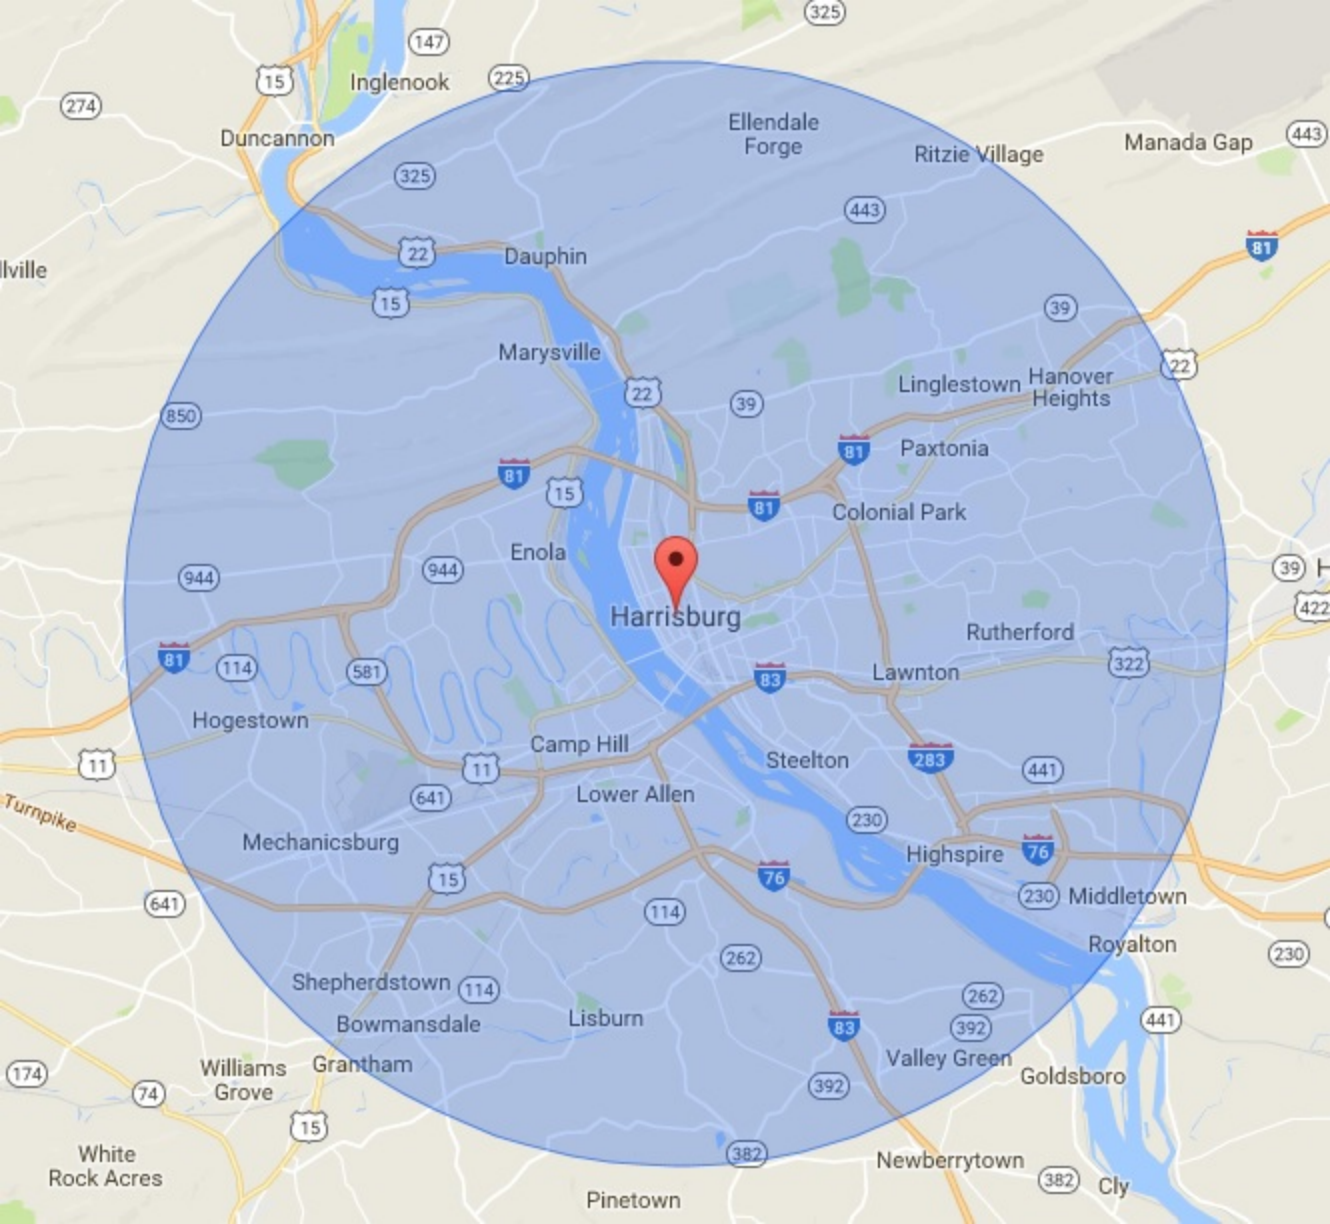 325
147
15
Inglenook
225
274
Ellendale
Forge
Duncannon
Ritzie Village
Manada Gap
443
325
443
22
81
llville
Dauphin
15
39
Marysville
22
22
Linglestown
Hanover
Heights
39
850
81
Paxtonia
81
15
81
Colonial Park
Enola
944
944
39
H
422
Harrisburg
Rutherford
81
114
581
83
Lawnton
322
Hogestown
Camp Hill
Steelton
283
11
11
441
641
Lower Allen
Turnpike
230
Mechanicsburg
Highspire
76
15
76
641
230
Middletown
114
Royalton
262
230
Shepherdstown
114
262
Bowmansdale
Lisburn
83
392
441
Williams
Grove
Grantham
Valley Green
174
Goldsboro
74
392
15
White
Rock Acres
382
Newberrytown
382
Cly
Pinetown